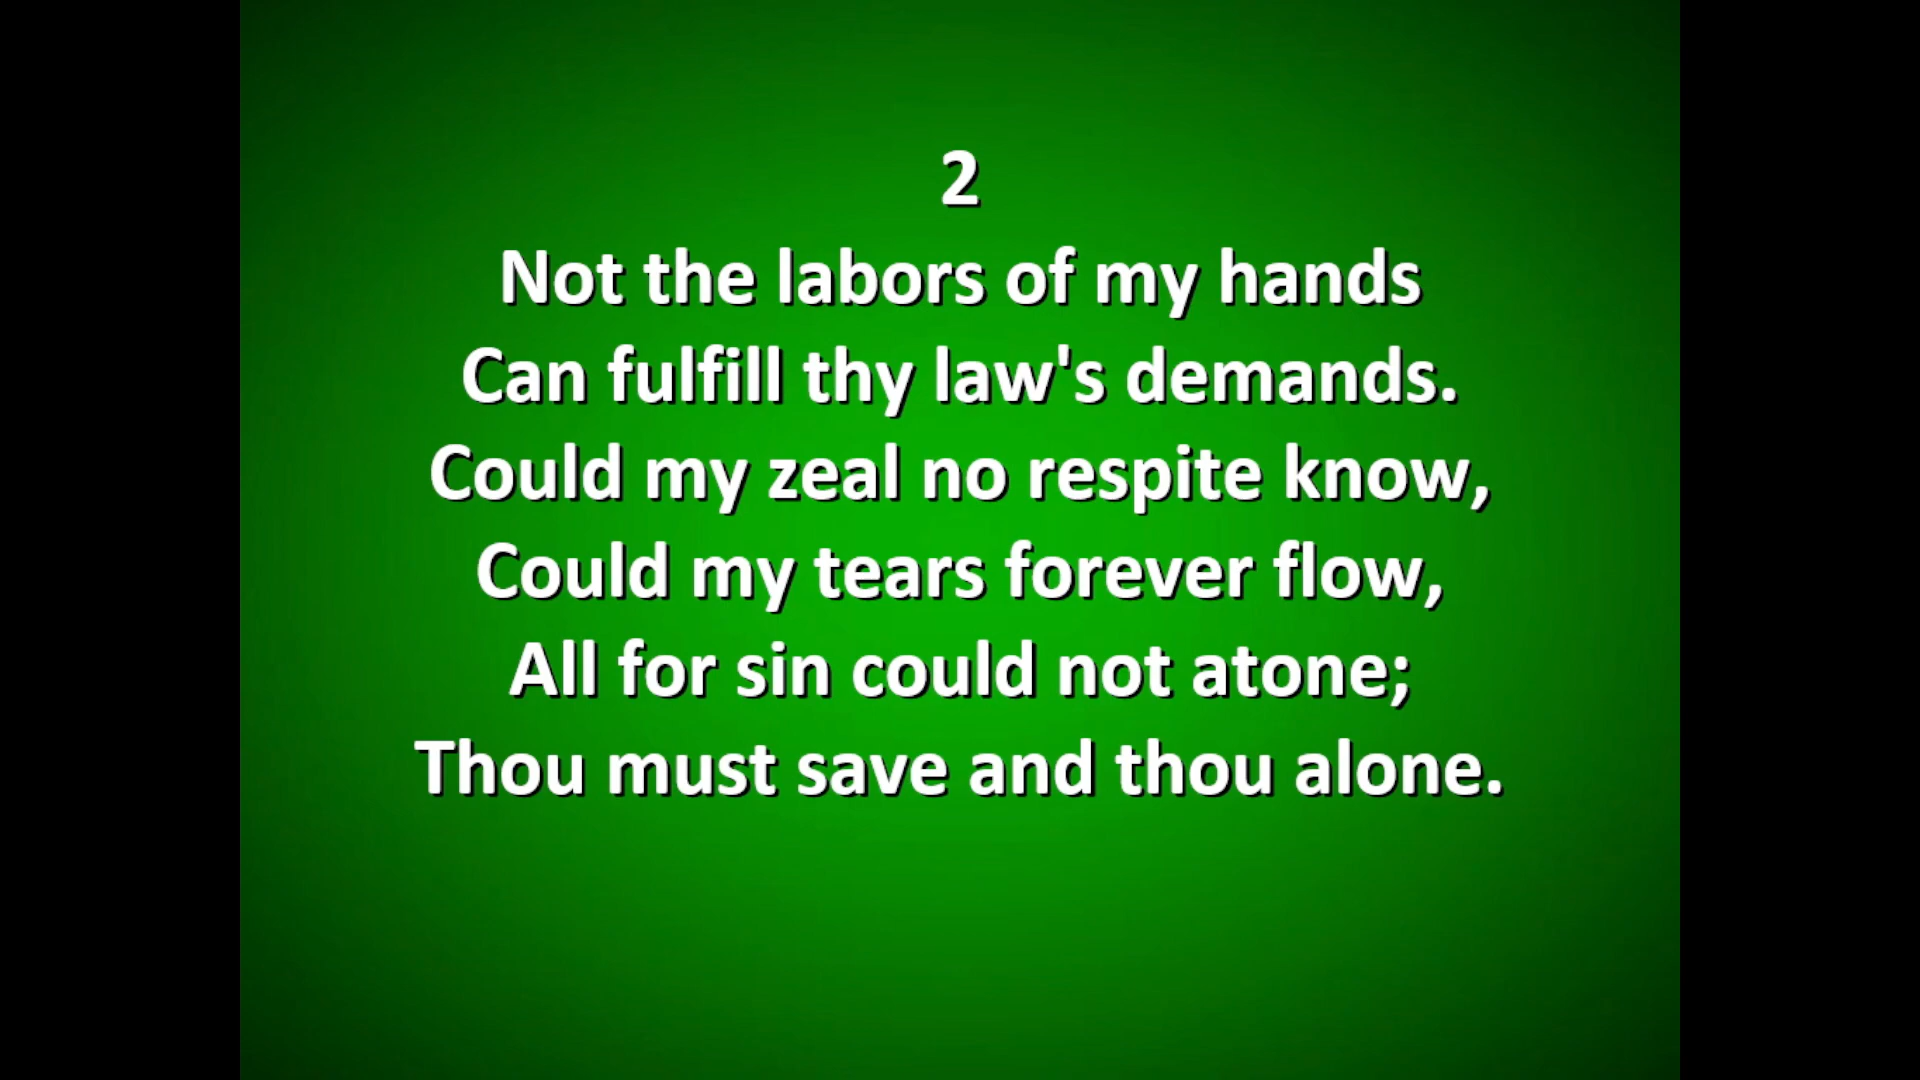 2
Not the labors of my hands
Can fulfill thy law's demands.
Could my zeal no respite know,
Could my tears forever flow,
All for sin could not atone;
Thou must save and thou alone.